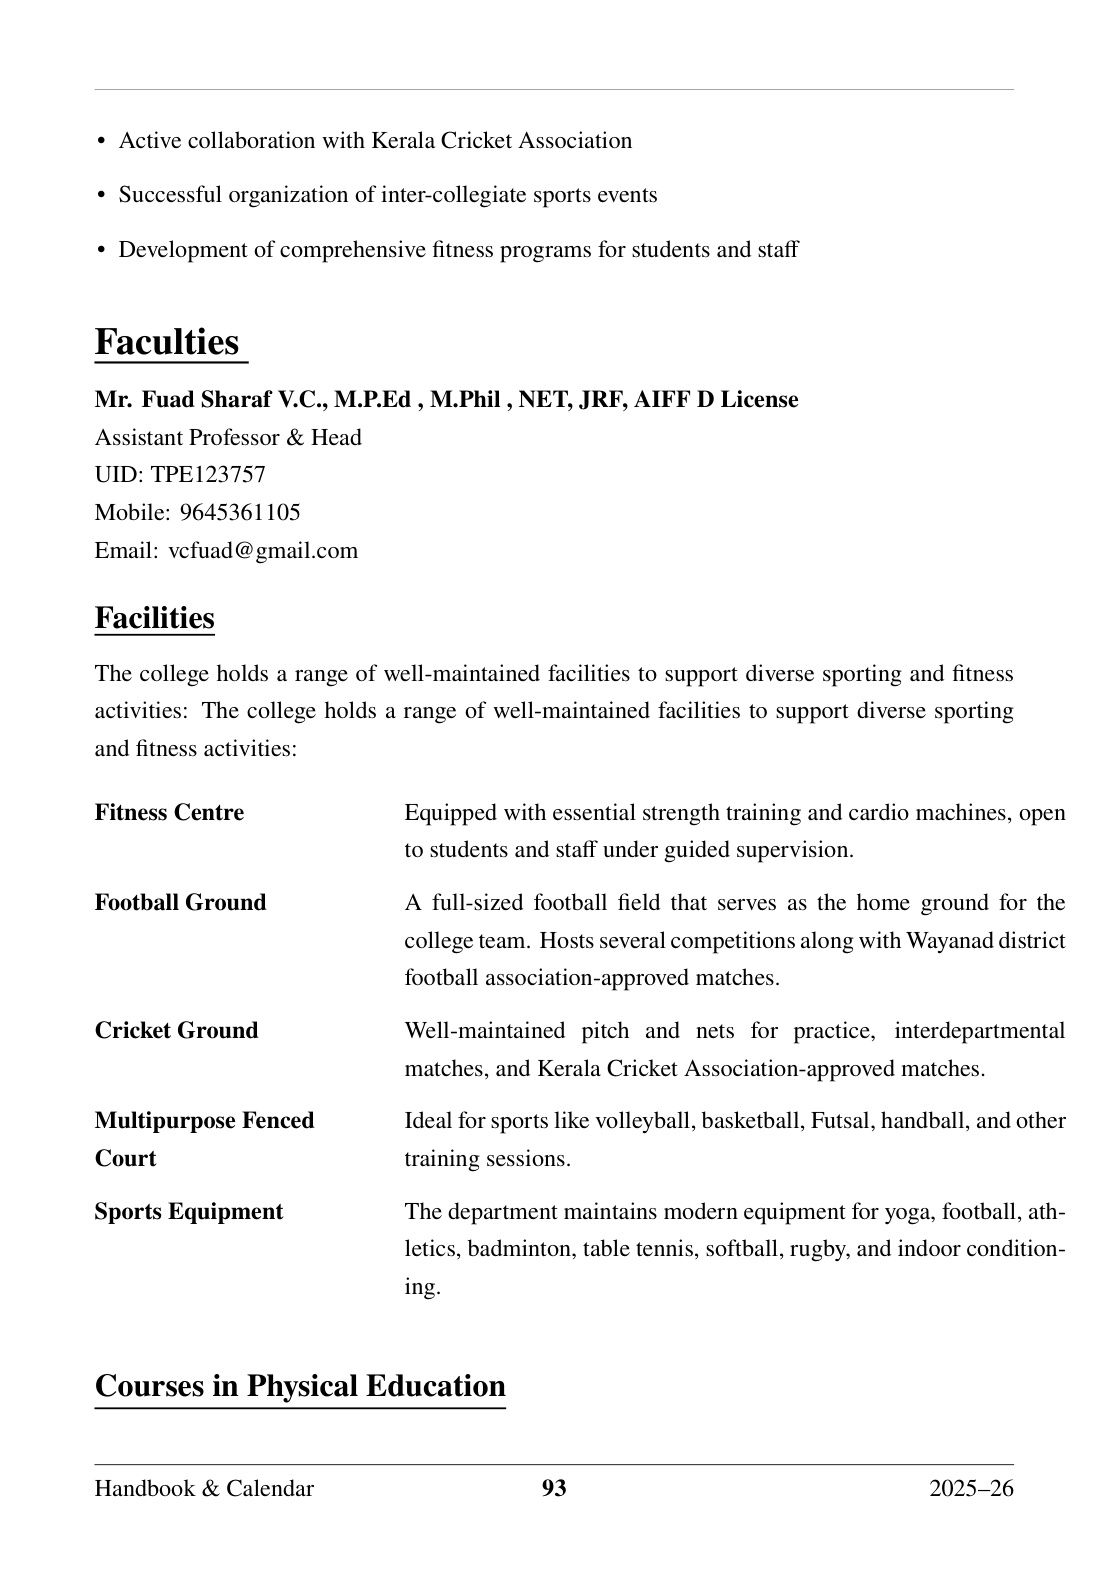 • Active collaboration with Kerala Cricket Association
• Successful organization of inter-collegiate sports events
• Development of comprehensive fitness programs for students and staff
Faculties
Mr. Fuad Sharaf V.C., M.P.Ed , M.Phil , NET, JRF, AIFF D License
Assistant Professor & Head
UID: TPE123757
Mobile: 9645361105
Email: vcfuad@gmail.com
Facilities
The college holds a range of well-maintained facilities to support diverse sporting and fitness
activities: The college holds a range of well-maintained facilities to support diverse sporting
and fitness activities:
Fitness Centre Equipped with essential strength training and cardio machines, open
to students and staff under guided supervision.
Football Ground A full-sized football field that serves as the home ground for the
college team. Hosts several competitions along with Wayanad district
football association-approved matches.
Cricket Ground Well-maintained pitch and nets for practice, interdepartmental
matches, and Kerala Cricket Association-approved matches.
Multipurpose Fenced Ideal for sports like volleyball, basketball, Futsal, handball, and other
Court training sessions.
Sports Equipment The department maintains modern equipment for yoga, football, ath-
letics, badminton, table tennis, softball, rugby, and indoor condition-
ing.
Courses in Physical Education
Handbook & Calendar 93 2025–26